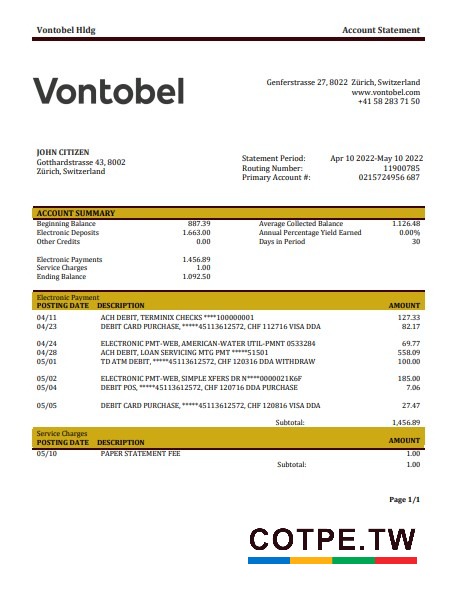 Vontobel Hldg Account Statement
Vontobel
Genferstrasse 27, 8022 Zürich, Switzerland
www.vontobel.com
+41 58 283 71 50
JOHN CITIZEN
Gotthardstrasse 43, 8002
Zürich, Switzerland
Statement Period: Apr 10 2022-May 10 2022
Routing Number: 11900785
Primary Account #: 0215724956 687
ACCOUNT SUMMARY
Beginning Balance 887.39 Average Collected Balance 1,126.48
Electronic Deposits 1.663.00 Annual Percentage Yield Earned 0.00%
Other Credits 0.00 Days in Period 30
Electronic Payments 1.456.89
Service Charges 1.00
Ending Balance 1.092.50
Electronic Payment
POSTING DATE DESCRIPTION AMOUNT
04/11 ACH DEBIT, TERMINIX CHECKS ****100000001 127.33
04/23 DEBIT CARD PURCHASE, *****45113612572, CHF 112716 VISA DDA 82.17
04/24 ELECTRONIC PMT-WEB, AMERICAN-WATER UTIL-PMNT 0533284 69.77
04/28 ACH DEBIT, LOAN SERVICING MTG PMT *****51501 558.09
05/01 TD ATM DEBIT, *****45113612572, CHF 120316 DDA WITHDRAW 100.00
05/02 ELECTRONIC PMT-WEB, SIMPLE XFERS DR N****0000021K6F 185.00
05/04 DEBIT POS, *****45113612572, CHF 120716 DDA PURCHASE 7.06
05/05 DEBIT CARD PURCHASE, *****45113612572, CHF 120816 VISA DDA 27.47
Subtotal: 1,456.89
Service Charges
POSTING DATE DESCRIPTION AMOUNT
05/10 PAPER STATEMENT FEE 1.00
Subtotal: 1.00
Page 1/1
COTPE.TW